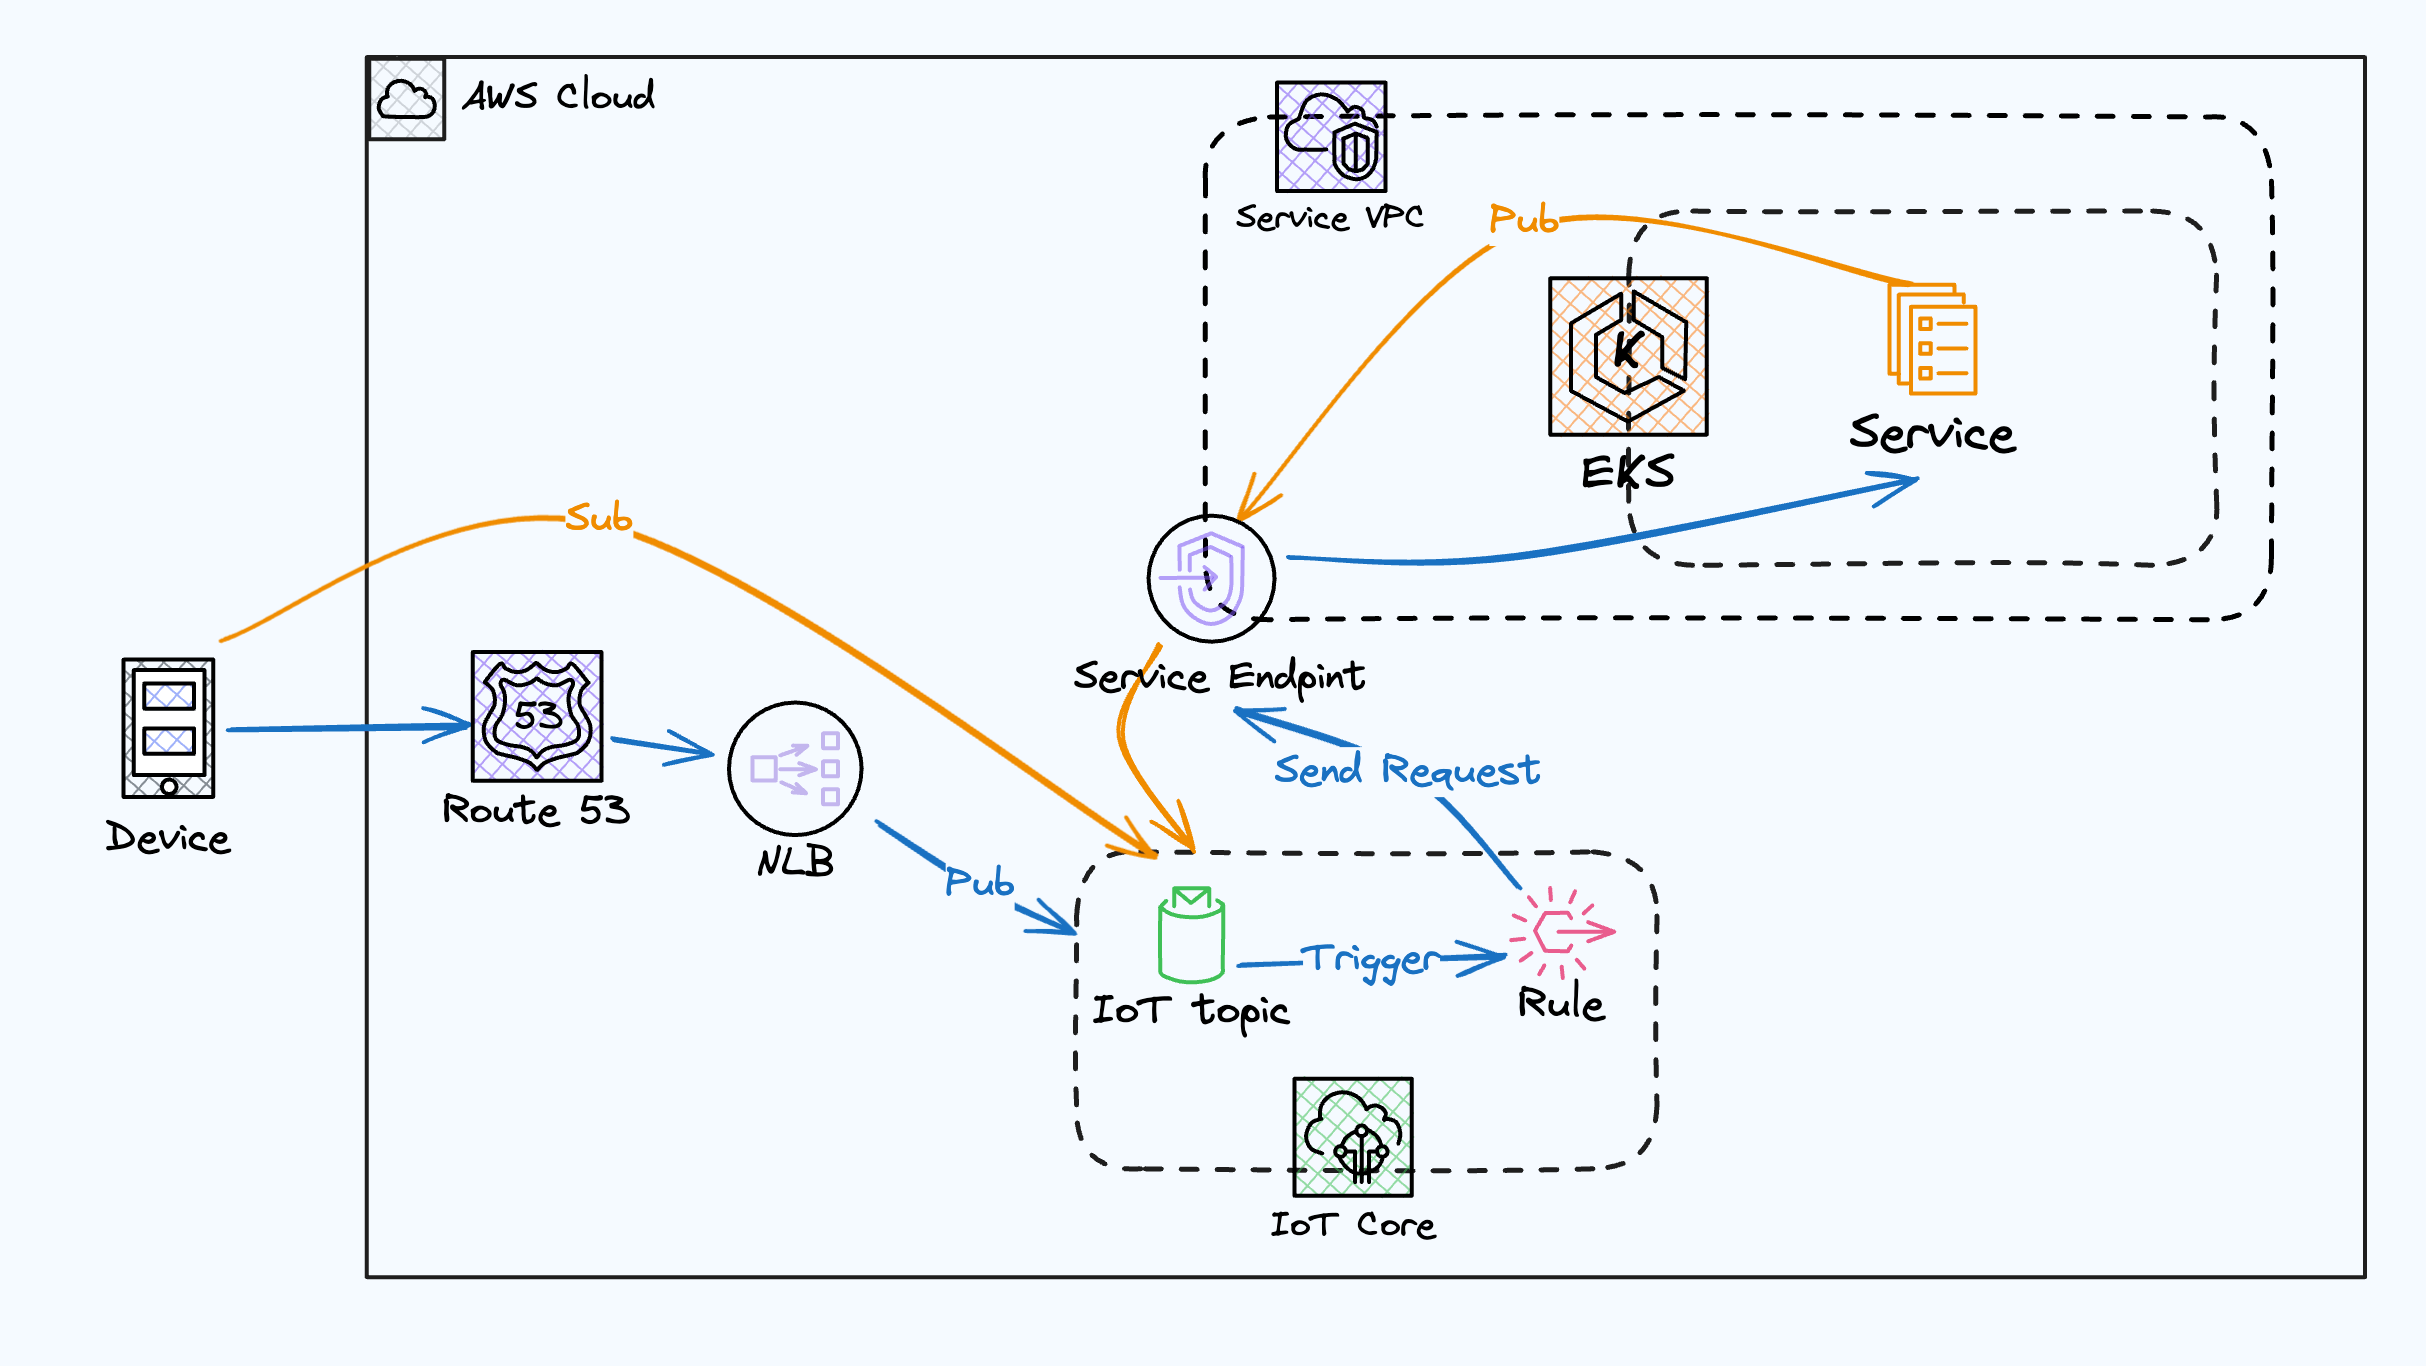 AWS Cloud
Service VPC
Pub
K
EKS
Service
Sub
Service Endpint
53
Route 53
Device
NLB
Pub
Send Request
Trigger
IoT topic
Rule
IoT Core